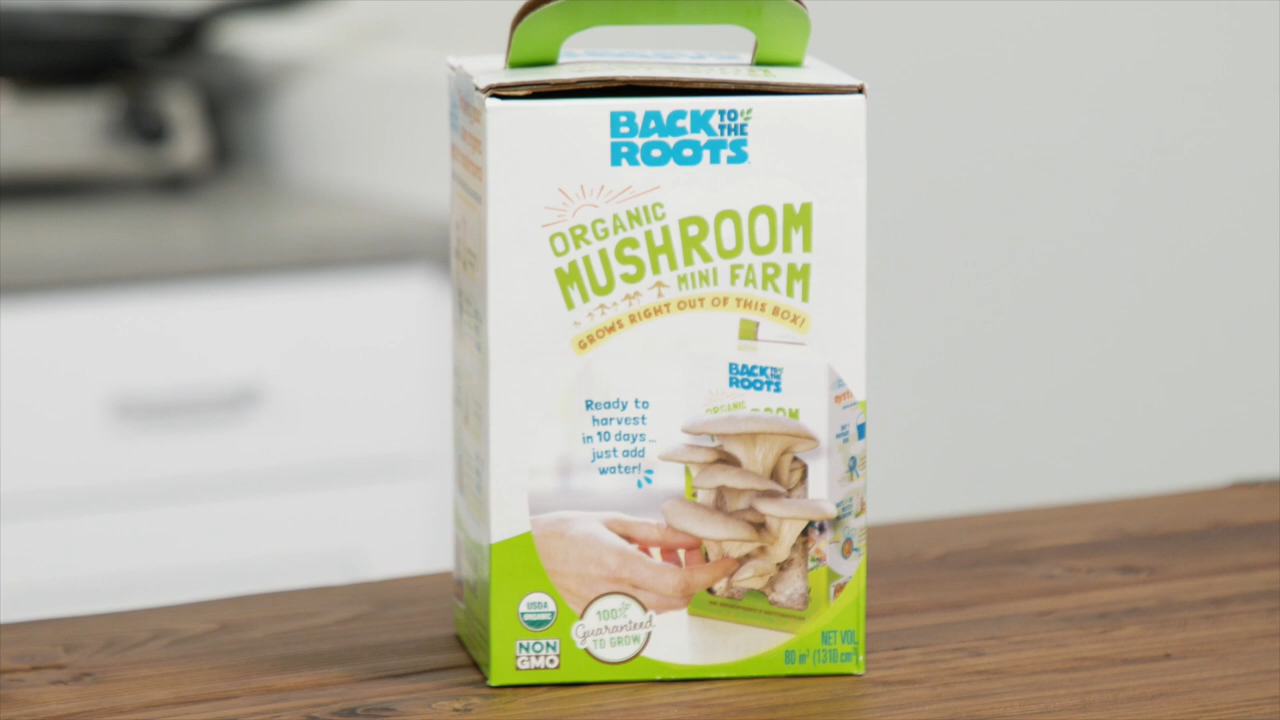 BACK TO THE
ROOTS
ORGANIC
MUSHROOM
MINI FARM
GROWS RIGHT OUT OF THIS BOX!
BACK TO THE
ROOTS
ORGANIC
Ready to
harvest
in 10 days...
just add
water!
USDA
ORGANIC
NON
GMO
100%
Guaranteed
TO GROW
NET VOL.
80 in³ (1310 cm³)